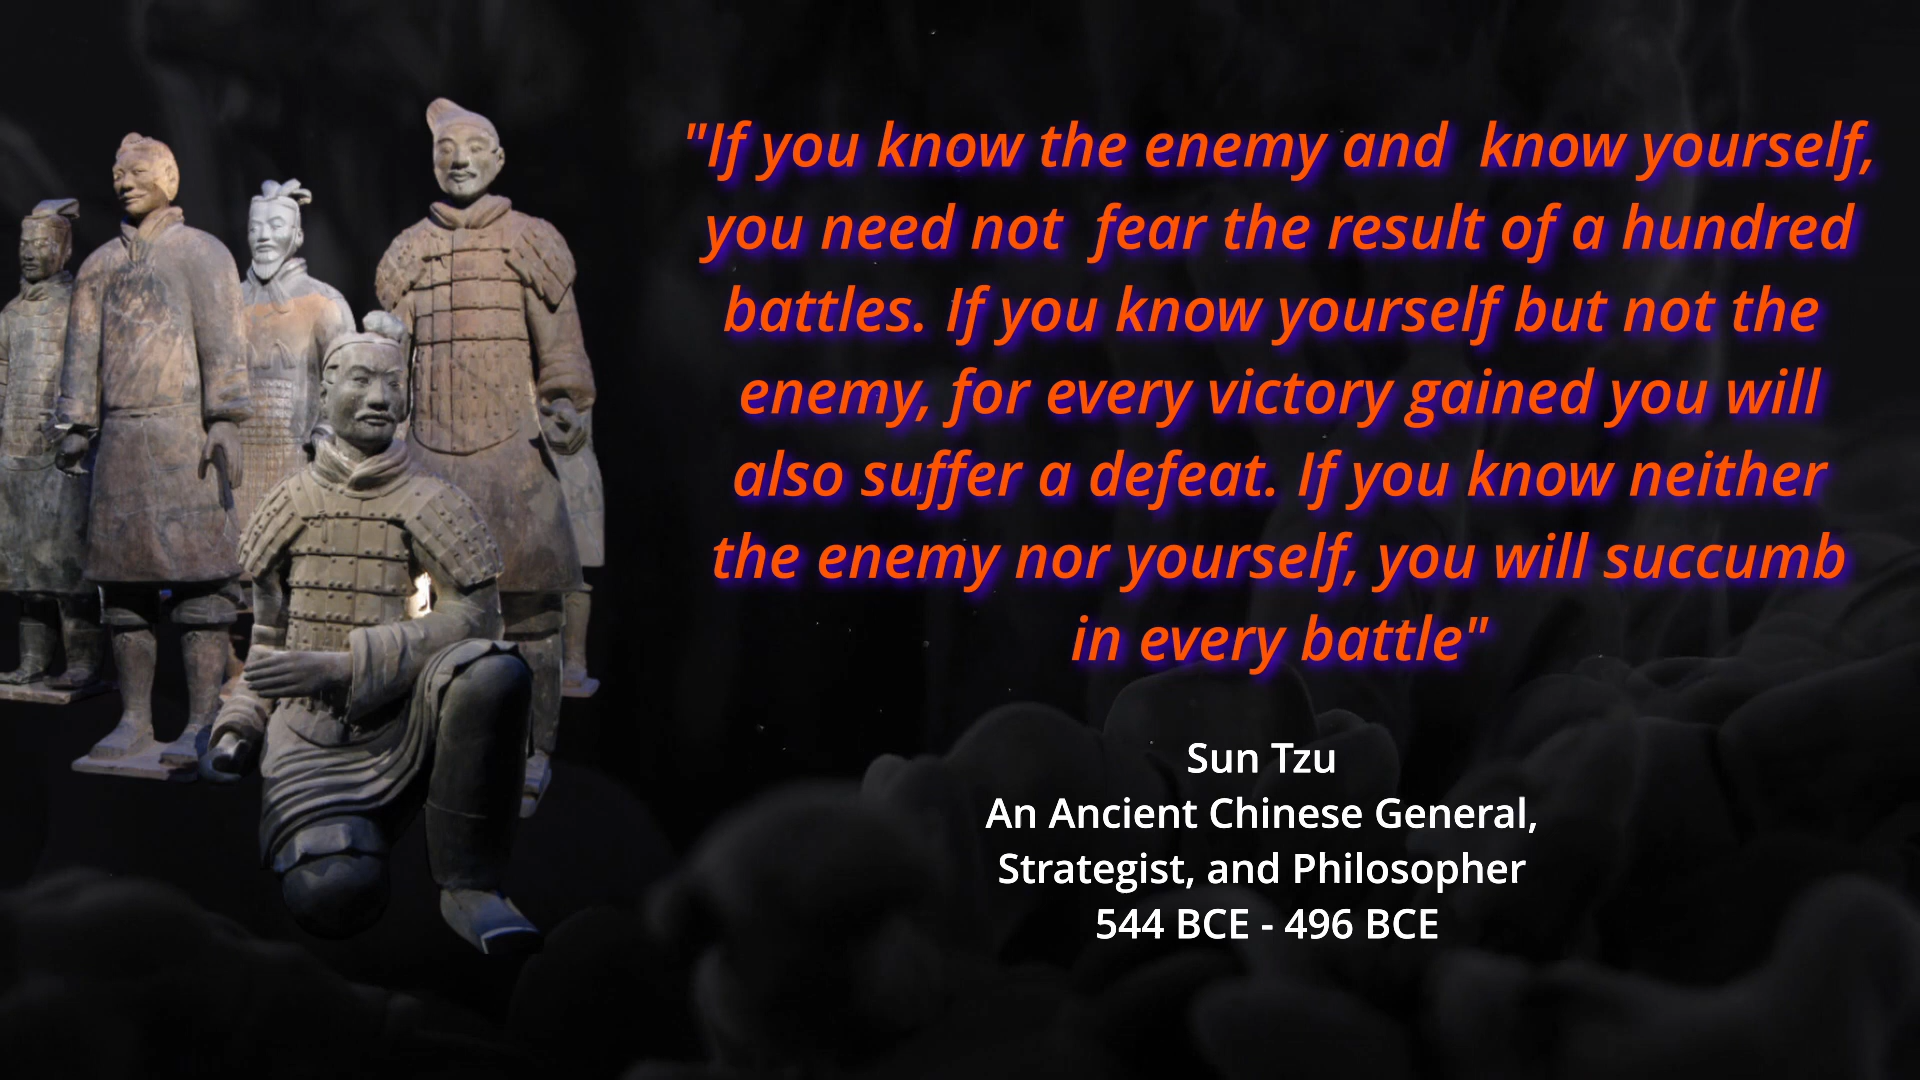 "If you know the enemy and  know yourself,
you need not  fear the result of a hundred
battles. If you know yourself but not the
enemy, for every victory gained you will
also suffer a defeat. If you know neither
the enemy nor yourself, you will succumb
in every battle"
Sun Tzu
An Ancient Chinese General,
Strategist, and Philosopher
544 BCE - 496 BCE